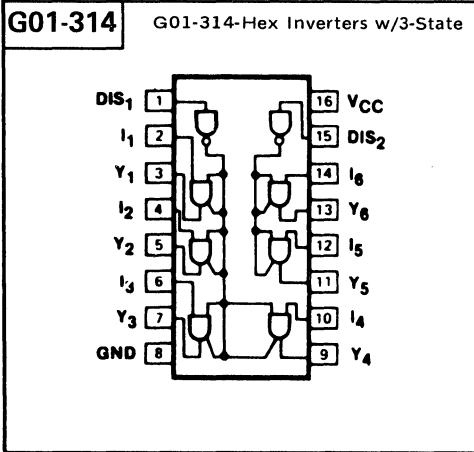 G01-314
G01-314-Hex Inverters w/3-State
DIS1 1
I1 2
Y1 3
I2 4
Y2 5
I3 6
Y3 7
GND 8
16 VCC
15 DIS2
14 I6
13 Y6
12 I5
11 Y5
10 I4
9 Y4